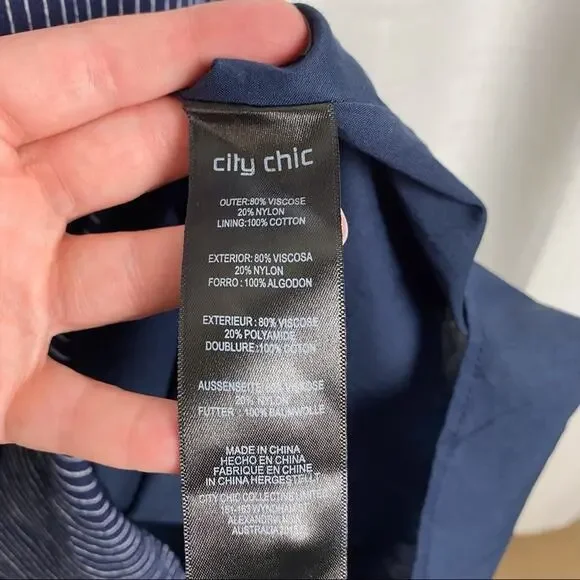 city chic
OUTER:80% VISCOSE
20% NYLON
LINING:100% COTTON
EXTERIOR: 80% VISCOSA
20% NYLON
FORRO : 100% ALGODON
EXTERIEUR : 80% VISCOSE
20% POLYAMIDE
DOUBLURE:100% COTON
AUSSENSEITE VISCOSE
20% NYLON
FUTTER : 100% BAUMWOLLE
MADE IN CHINA
HECHO EN CHINA
FABRIQUE EN CHINE
IN CHINA HERGESTELLT
CITY CHIC COLLECTIVE LIMITED
151-163 WYNDHAM ST
ALEXANDRIA
AUSTRALIA